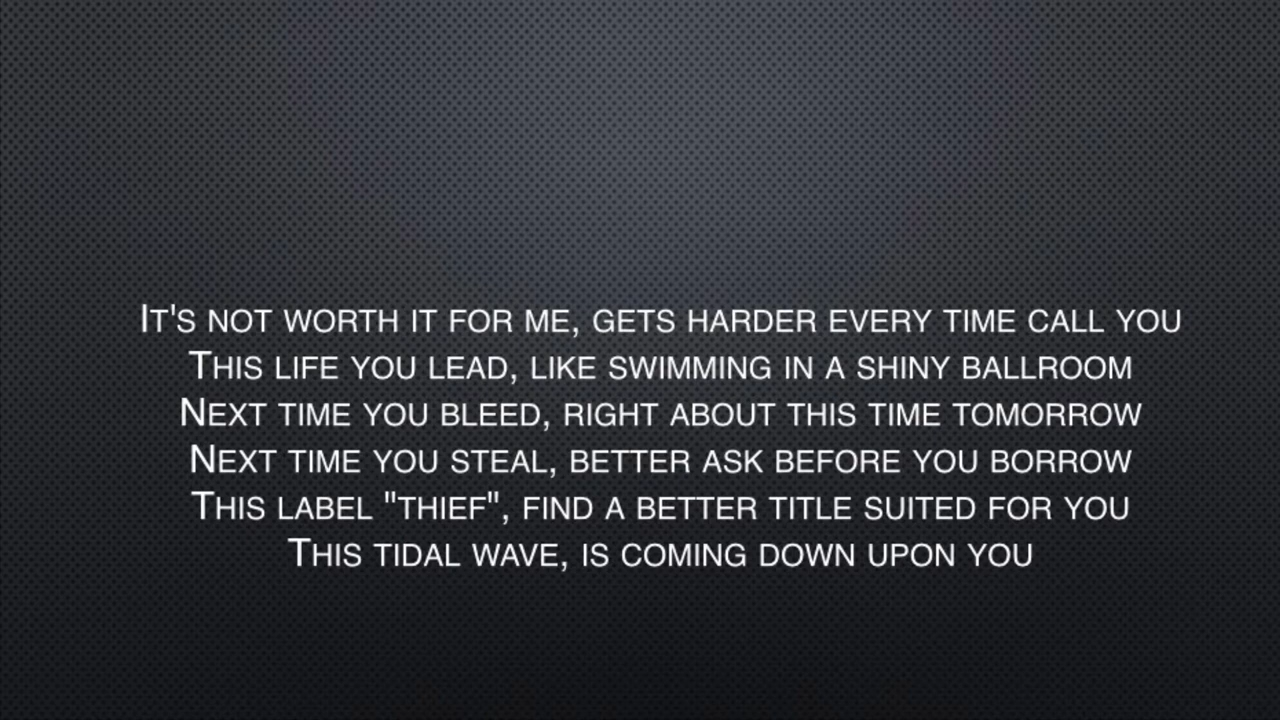 It's not worth it for me, gets harder every time call you
This life you lead, like swimming in a shiny ballroom
Next time you bleed, right about this time tomorrow
Next time you steal, better ask before you borrow
This label "thief", find a better title suited for you
This tidal wave, is coming down upon you